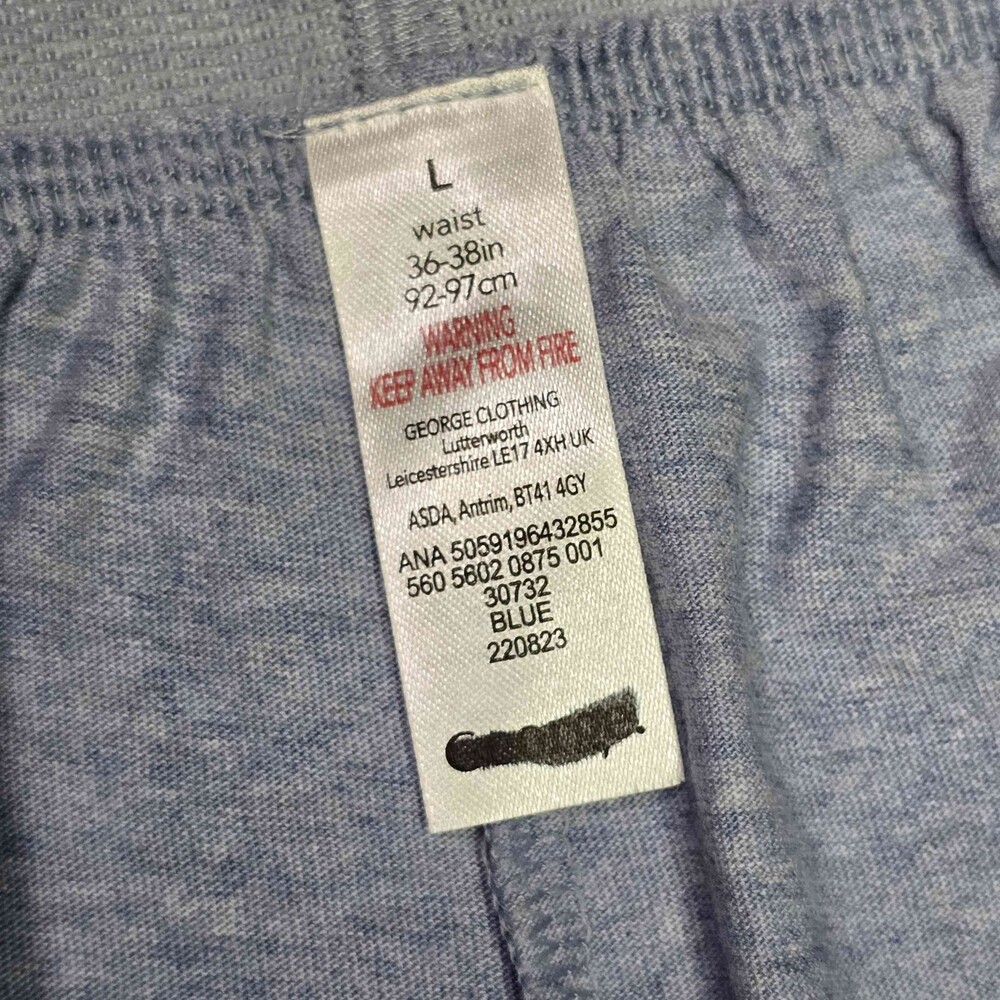 L
waist
36-38in
92-97cm
WARNING
KEEP AWAY FROM FIRE
GEORGE CLOTHING
Lutterworth
Leicestershire LE17 4XH UK
ASDA, Antrim, BT41 4GY
ANA 5059196432855
560 5602 0875 001
30732
BLUE
220823